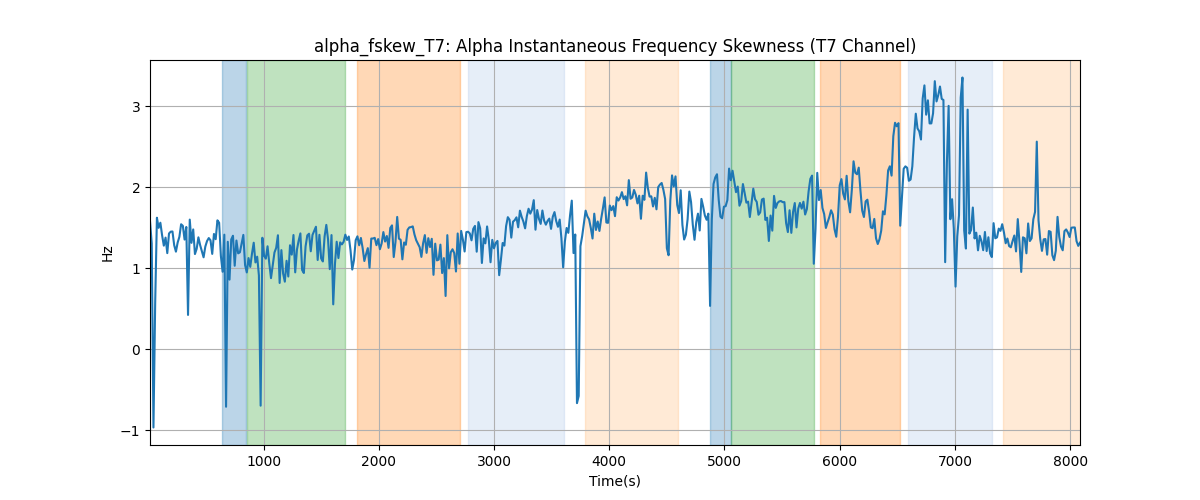 alpha_fskew_T7: Alpha Instantaneous Frequency Skewness (T7 Channel)
Hz
3
2
1
0
−1
1000 2000 3000 4000 5000 6000 7000 8000
Time(s)